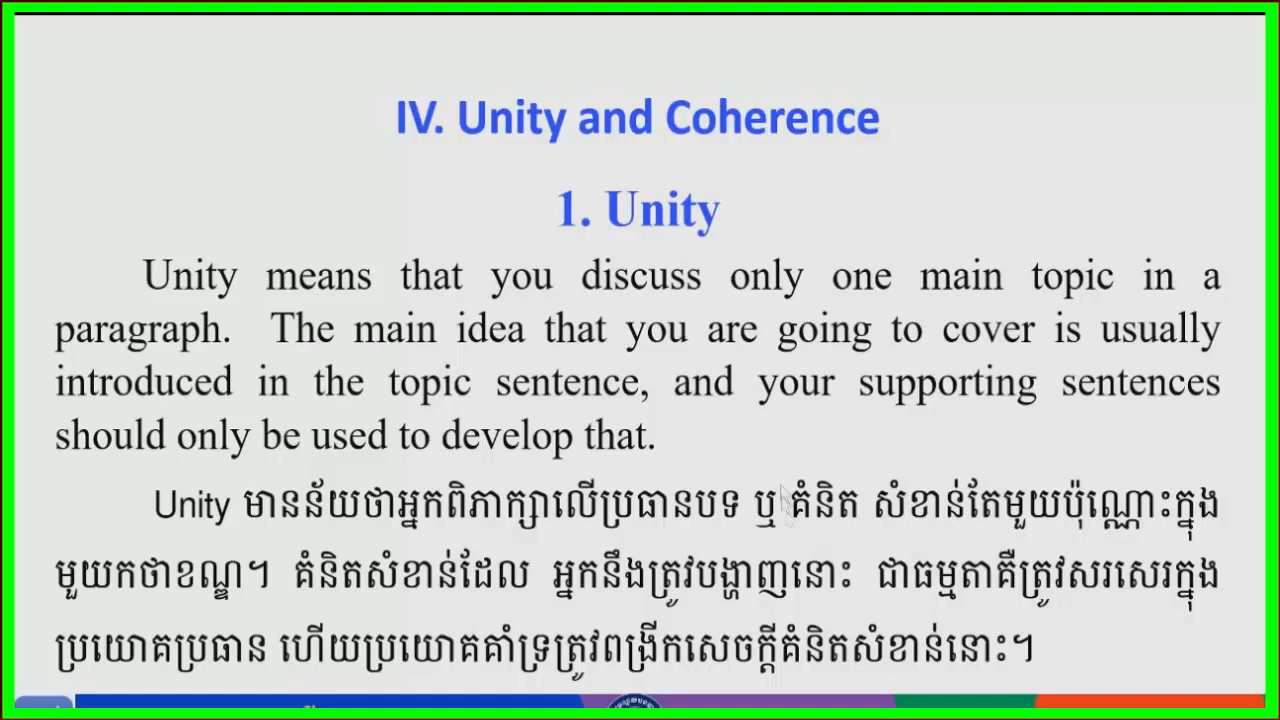 IV. Unity and Coherence
1. Unity
Unity means that you discuss only one main topic in a
paragraph. The main idea that you are going to cover is usually
introduced in the topic sentence, and your supporting sentences
should only be used to develop that.
Unity មានន័យថាអ្នកពិភាក្សាលើប្រធានបទ ឬ គំនិត សំខាន់តែមួយប៉ុណ្ណោះក្នុង
មួយកថាខណ្ឌ។ គំនិតសំខាន់ដែល អ្នកនឹងត្រូវបង្ហាញនោះ ជាធម្មតាគឺត្រូវសរសេរក្នុង
ប្រយោគប្រធាន ហើយប្រយោគគាំទ្រត្រូវពង្រីកសេចក្តីគំនិតសំខាន់នោះ។